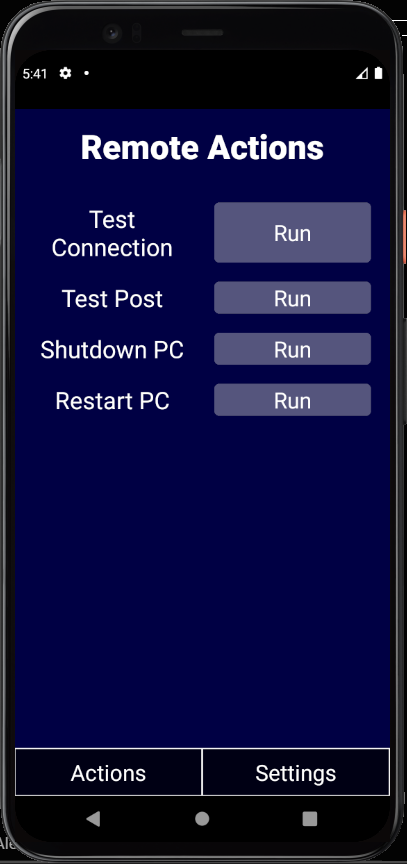 5:41
Remote Actions
Test
Connection
Run
Test Post
Run
Shutdown PC
Run
Restart PC
Run
Actions
Settings